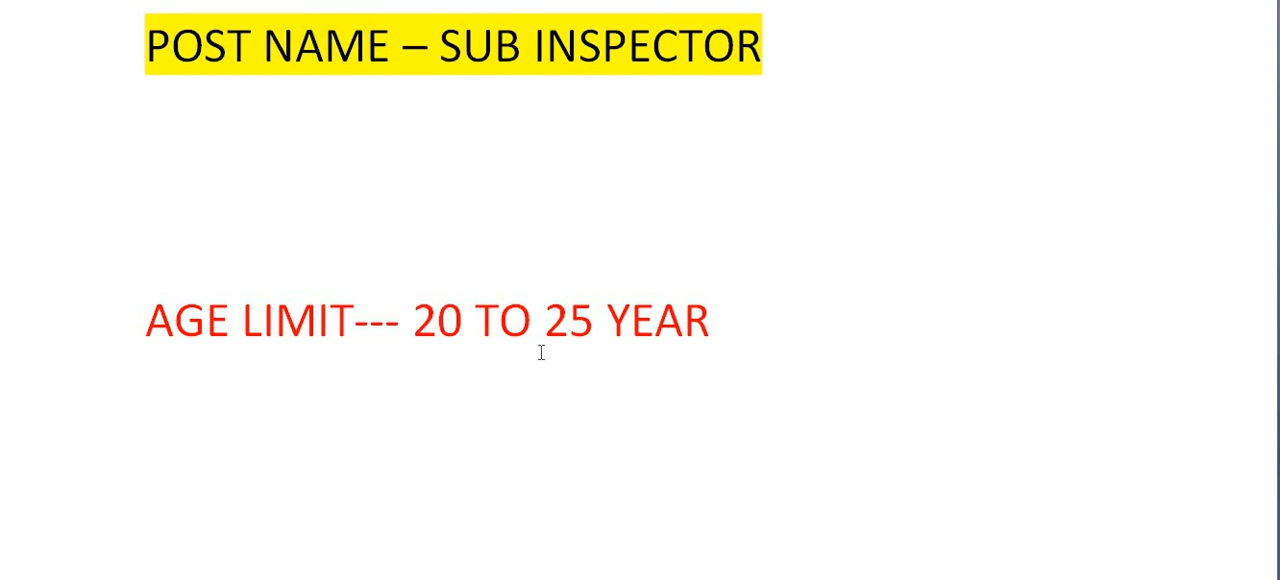 POST NAME – SUB INSPECTOR
AGE LIMIT--- 20 TO 25 YEAR